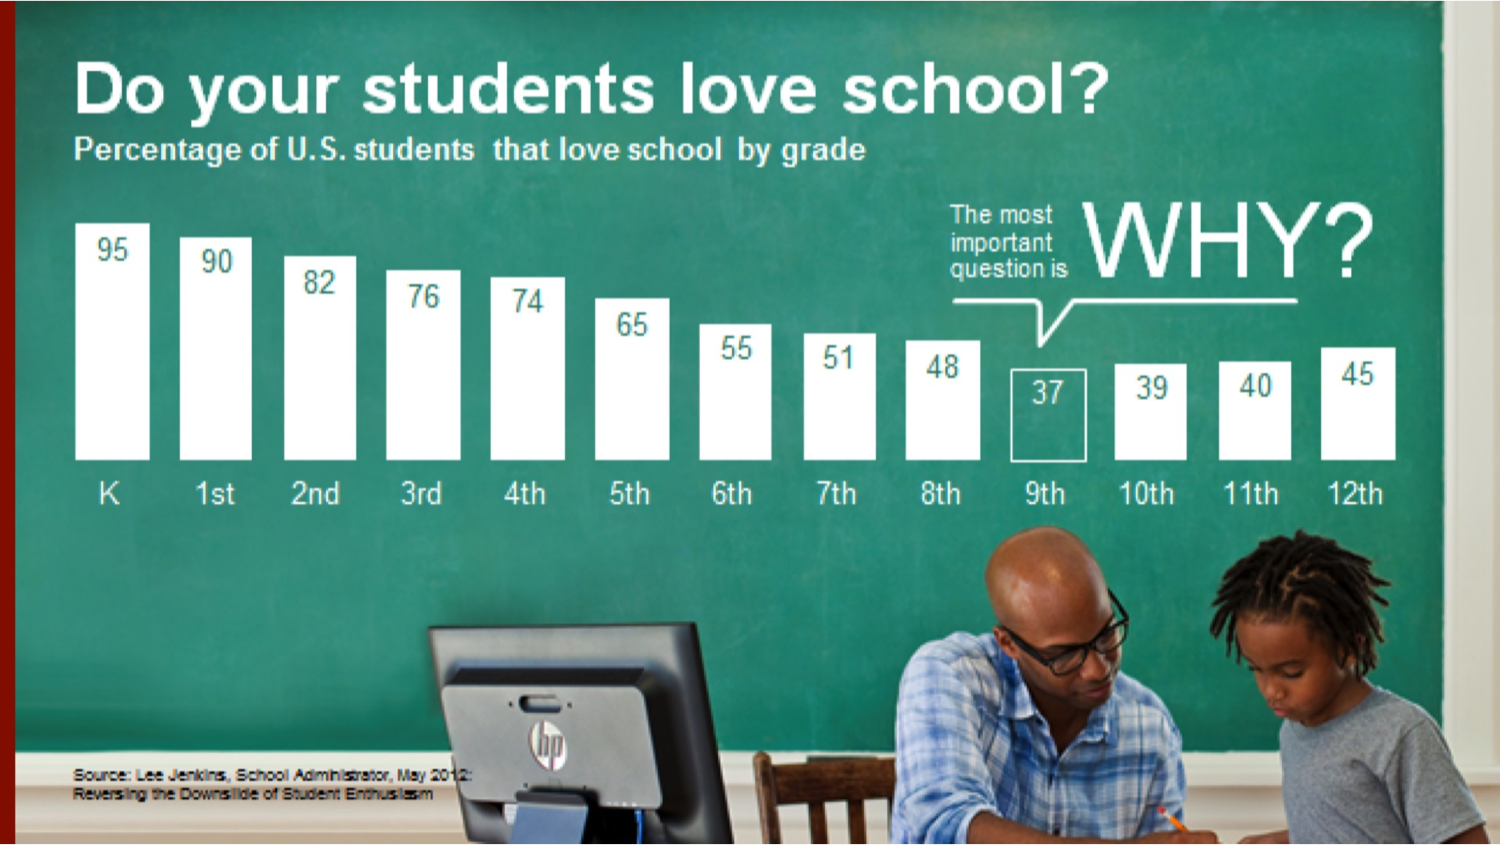 Do your students love school?
Percentage of U.S. students that love school by grade
The most
important
question is
WHY?
95 90 82 76 74 65 55 51 48 37 39 40 45
K 1st 2nd 3rd 4th 5th 6th 7th 8th 9th 10th 11th 12th
hp
Source: Lee Jenkins, School Administrator, May 2012:
Reversing the Downslide of Student Enthusiasm